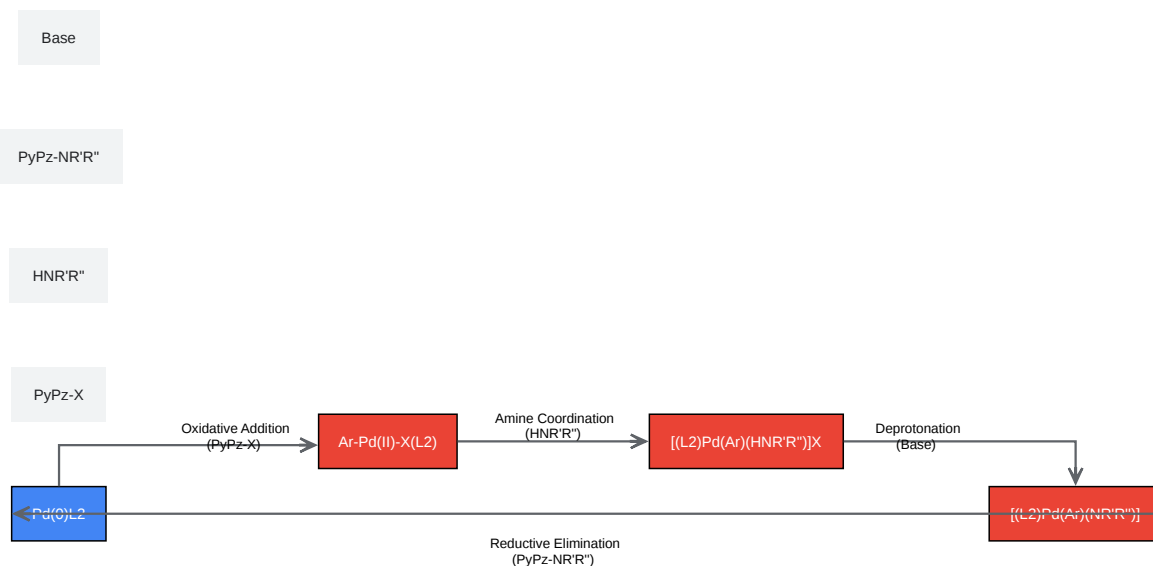 Base
PyPz-NR'R"
HNR'R"
PyPz-X
Oxidative Addition
(PyPz-X)
Ar-Pd(II)-X(L2)
Amine Coordination
(HNR'R")
[(L2)Pd(Ar)(HNR'R")]X
Deprotonation
(Base)
Pd(0)L2
[(L2)Pd(Ar)(NR'R")]
Reductive Elimination
(PyPz-NR'R")